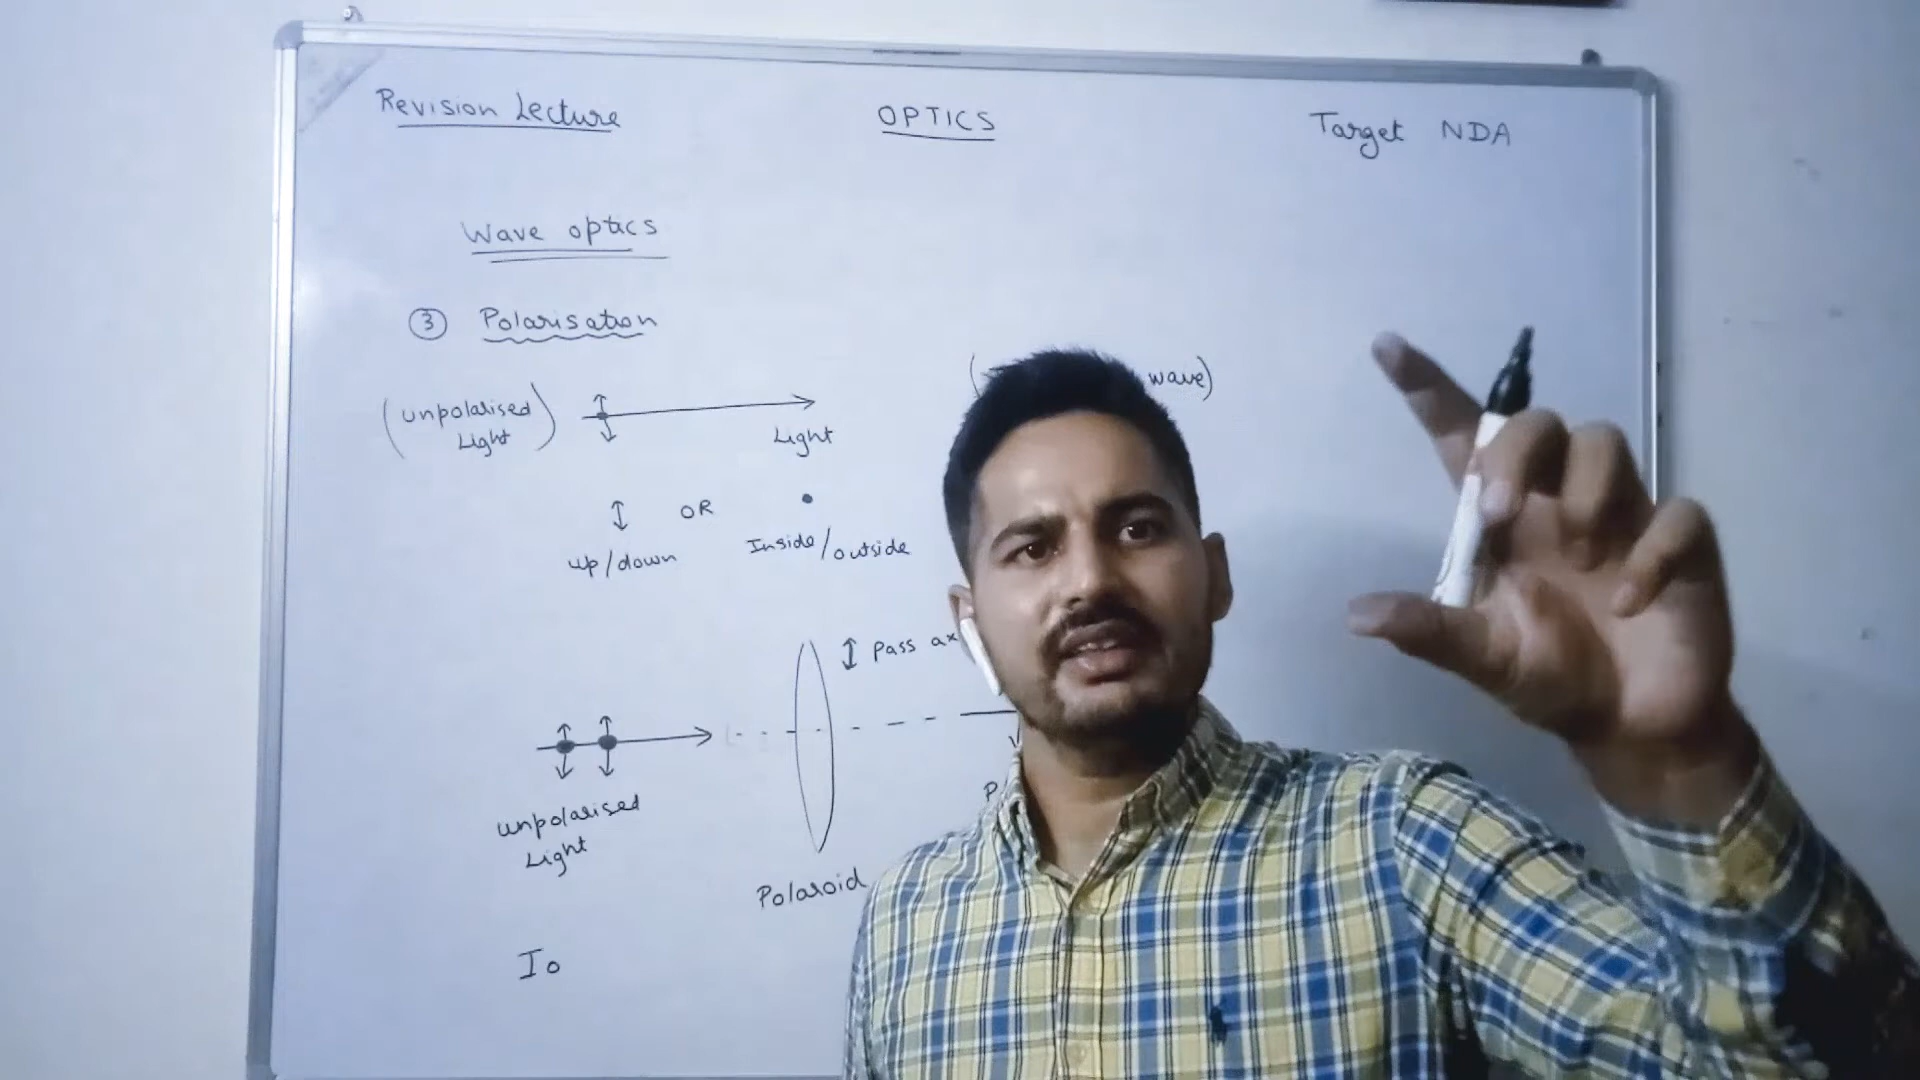 Revision Lecture
OPTICS
Target NDA
Wave optics
③ Polarisation
(unpolarised Light)
Light
wave)
↕ OR •
up/down
Inside/outside
↕ Pass ax
unpolarised
Light
Polaroid
P
I₀